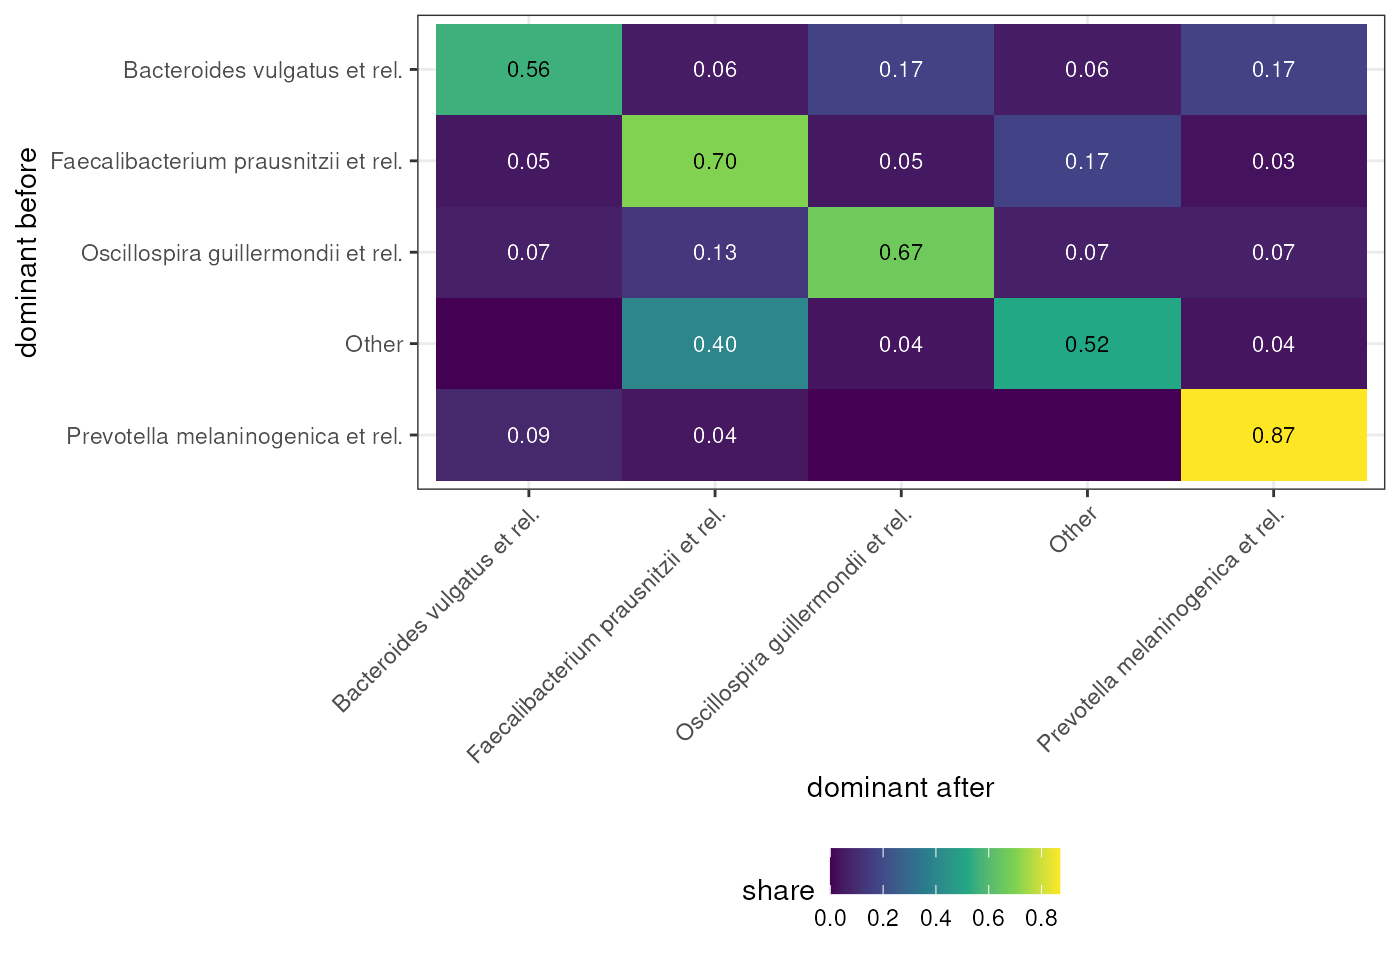 dominant before
Bacteroides vulgatus et rel. 0.56 0.06 0.17 0.06 0.17
Faecalibacterium prausnitzii et rel. 0.05 0.70 0.05 0.17 0.03
Oscillospira guillermondii et rel. 0.07 0.13 0.67 0.07 0.07
Other 0.40 0.04 0.52 0.04
Prevotella melaninogenica et rel. 0.09 0.04 0.87
Bacteroides vulgatus et rel.
Faecalibacterium prausnitzii et rel.
Oscillospira guillermondii et rel.
Other
Prevotella melaninogenica et rel.
dominant after
share
0.0 0.2 0.4 0.6 0.8